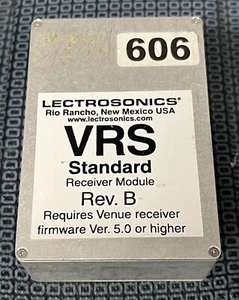 606
LECTROSONICS®
Rio Rancho, New Mexico USA
www.lectrosonics.com
VRS
Standard
Receiver Module
Rev. B
Requires Venue receiver
firmware Ver. 5.0 or higher